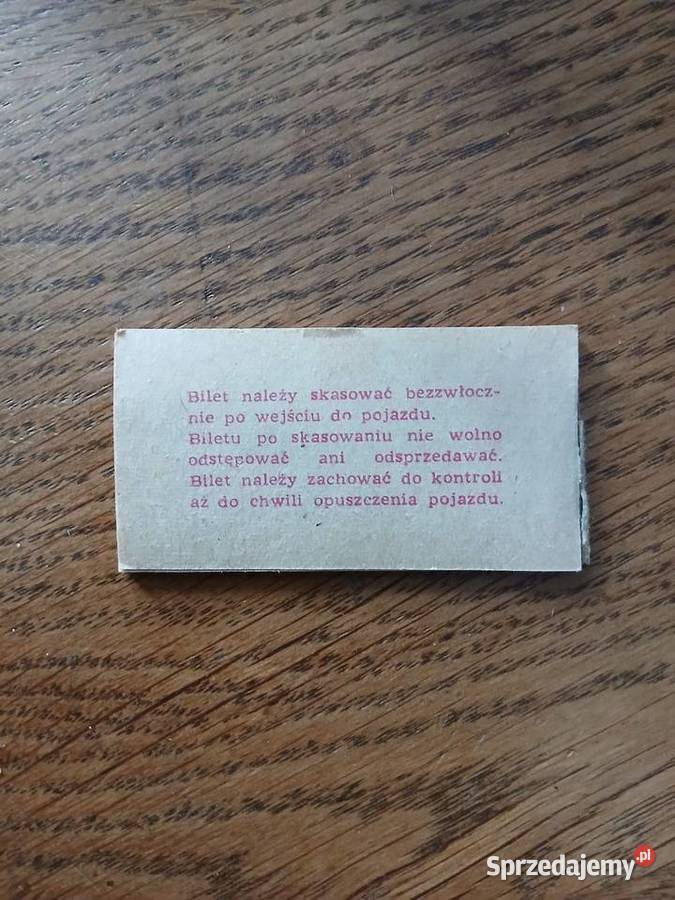 Bilet należy skasować bezzwłocz-
nie po wejściu do pojazdu.
Biletu po skasowaniu nie wolno
odstępować ani odsprzedawać.
Bilet należy zachować do kontroli
aż do chwili opuszczenia pojazdu.
Sprzedajemy.pl